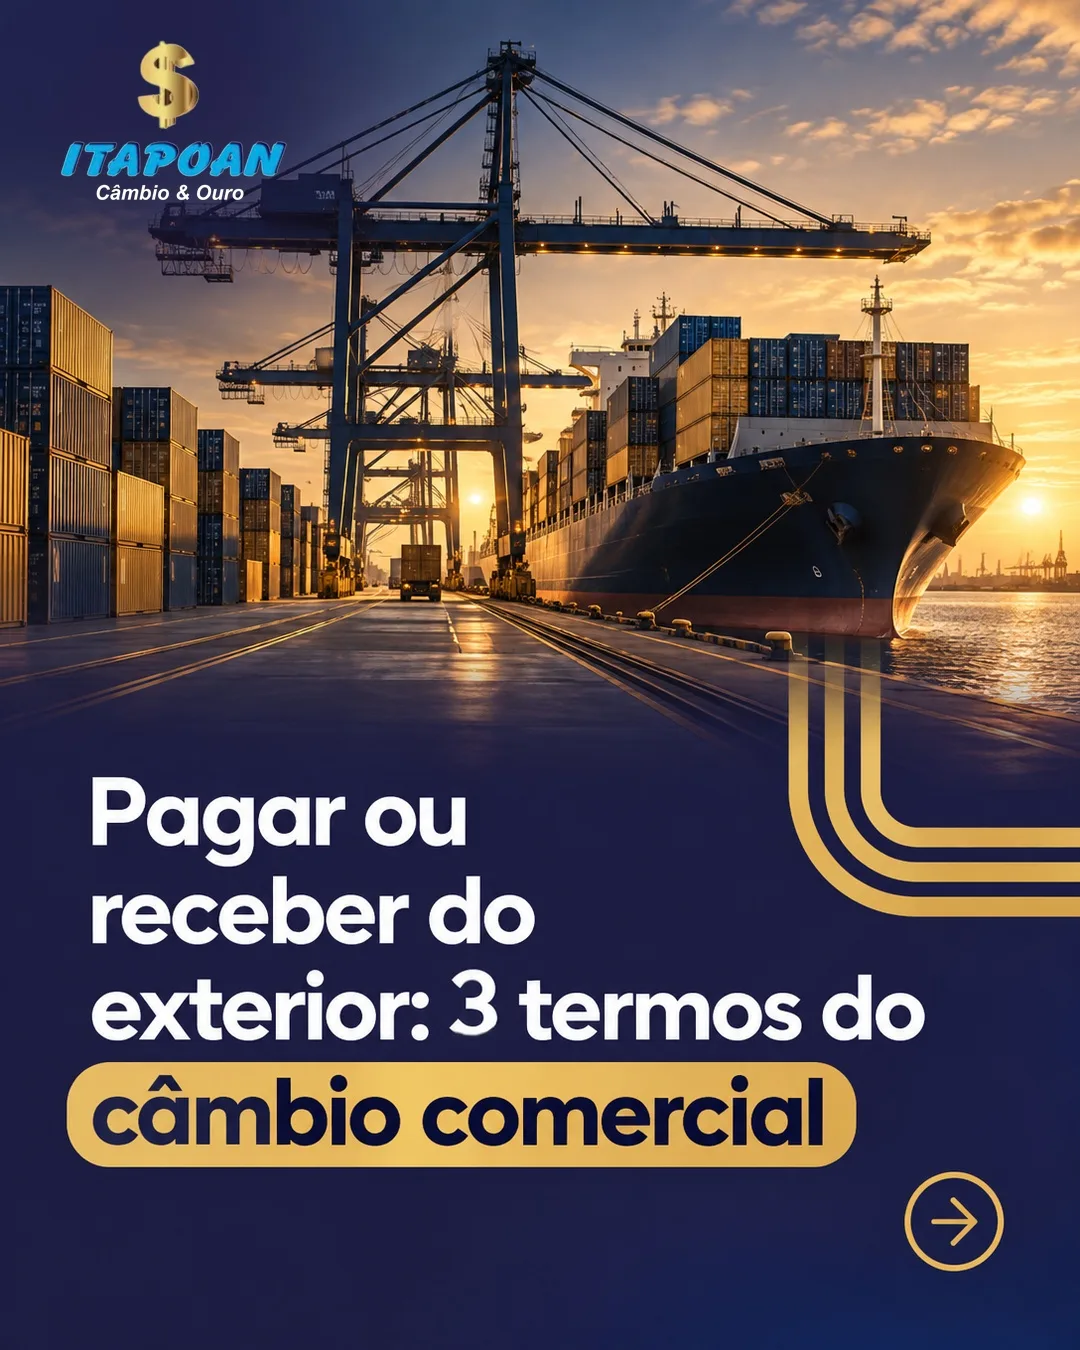 $
ITAPOAN
Câmbio & Ouro
Pagar ou
receber do
exterior: 3 termos do
câmbio comercial